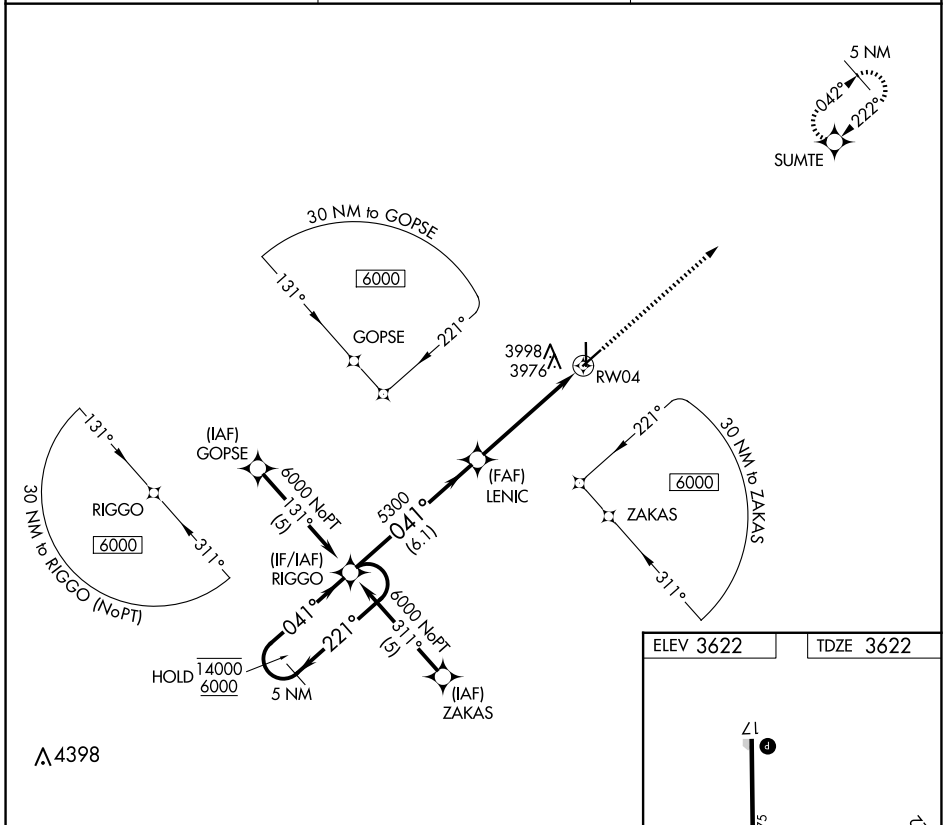 5 NM
042°
222°
SUMTE
30 NM to GOPSE
6000
131°
GOPSE
221°
3998
3976
RW04
131°
RIGGO
6000
311°
30 NM to RIGGO (NoPT)
(IAF)
GOPSE
6000 NoPT
131°
(5)
(FAF)
LENIC
5300
041°
(6.1)
221°
30 NM to ZAKAS
6000
ZAKAS
311°
(IF/IAF)
RIGGO
041°
221°
6000 NoPT
311°
(5)
HOLD
14000
6000
5 NM
(IAF)
ZAKAS
4398
ELEV 3622
TDZE 3622
17
P
75